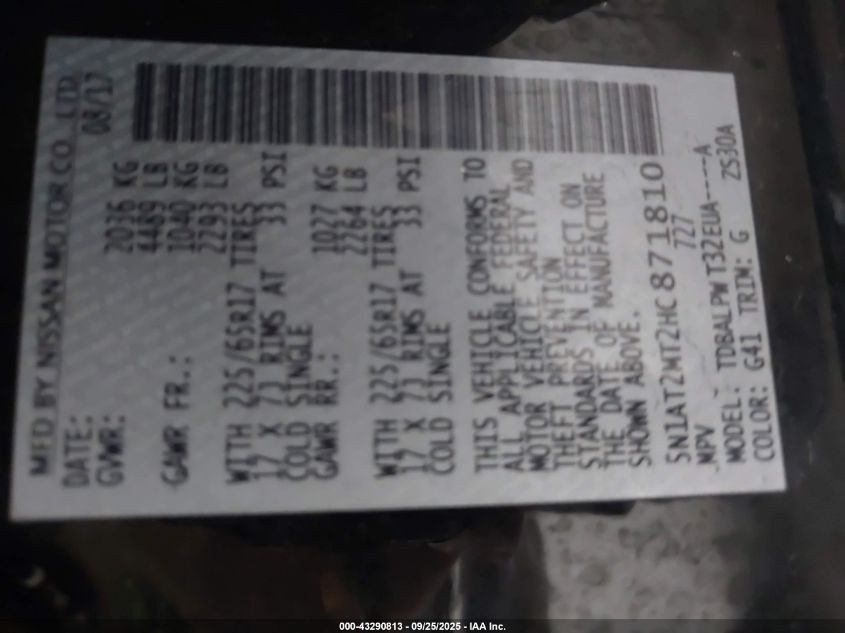 MFD BY NISSAN MOTOR CO., LTD.
DATE: 08/17
GVWR: 2036 KG
4489 LB
GAWR FR.: 1040 KG
2293 LB
WITH 225/65R17 TIRES
17 X 7J RIMS AT 33 PSI
COLD SINGLE
GAWR RR.: 1027 KG
2264 LB
WITH 225/65R17 TIRES
17 X 7J RIMS AT 33 PSI
COLD SINGLE
THIS VEHICLE CONFORMS TO
ALL APPLICABLE FEDERAL
MOTOR VEHICLE SAFETY AND
THEFT PREVENTION
STANDARDS IN EFFECT ON
THE DATE OF MANUFACTURE
SHOWN ABOVE.
5N1AT2MT2HC871810
MPV 727
MODEL: TDBALPW T32EUA-----A
COLOR: G41 TRIM: G ZS30A
000-43290813 - 09/25/2025 - IAA Inc.